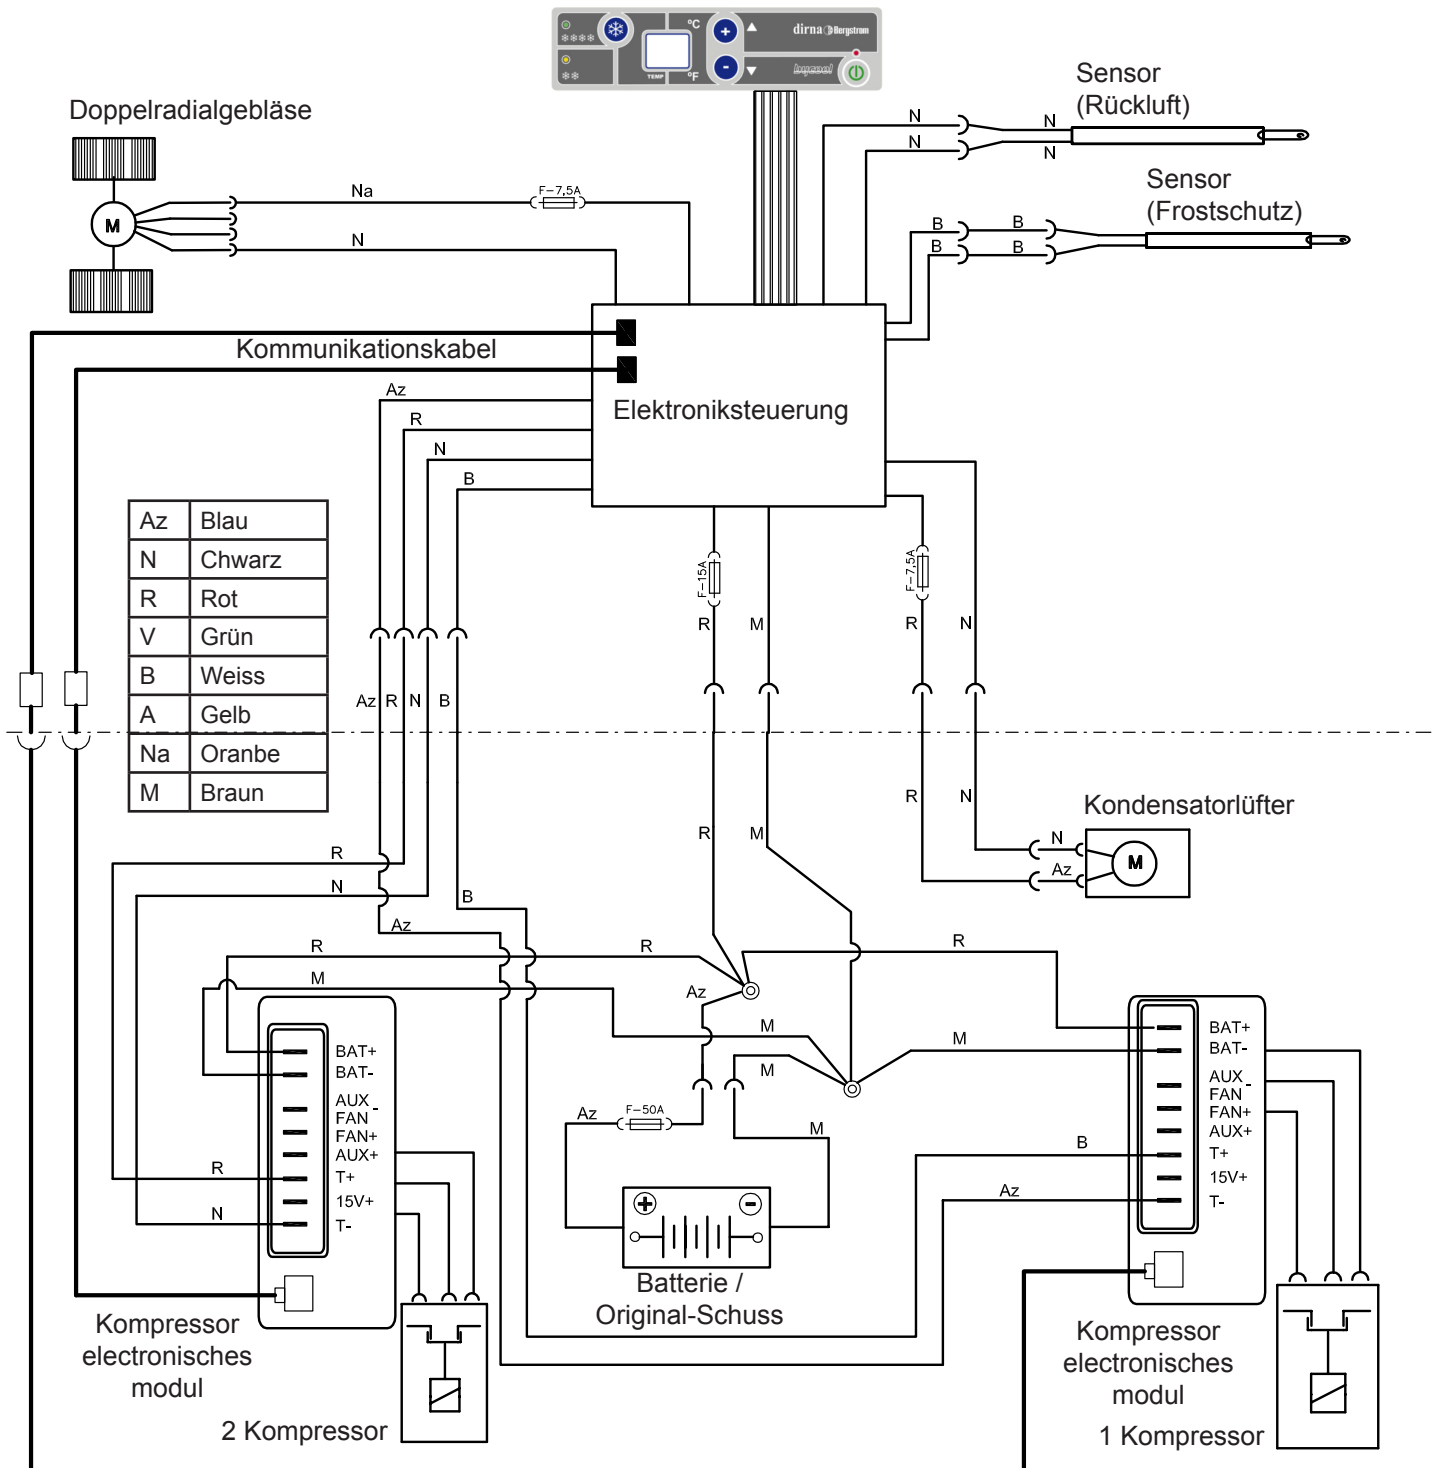 °C
dirna Bergstrom
TEMP
°F
bycool
Sensor
(Rückluft)
Doppelradialgebläse
N
N
N
N
Sensor
(Frostschutz)
Na
F-7,5A
M
N
B
B
B
B
Kommunikationskabel
Az
Elektroniksteuerung
R
N
B
Az Blau
N Chwarz
R Rot
V Grün
B Weiss
A Gelb
Na Oranbe
M Braun
F-15A
F-7,5A
R
M
R
N
Az
R
N
B
R
M
R
N
Kondensatorlüfter
N
Az
M
R
N
B
Az
R
R
R
M
Az
M
M
M
BAT+
BAT-
AUX -
FAN
FAN+
AUX+
T+
15V+
T-
R
N
BAT+
BAT-
AUX -
FAN
FAN+
AUX+
T+
15V+
T-
B
Az
Az
F-50A
M
+
-
Batterie /
Original-Schuss
Kompressor
electronisches
modul
2 Kompressor
Kompressor
electronisches
modul
1 Kompressor